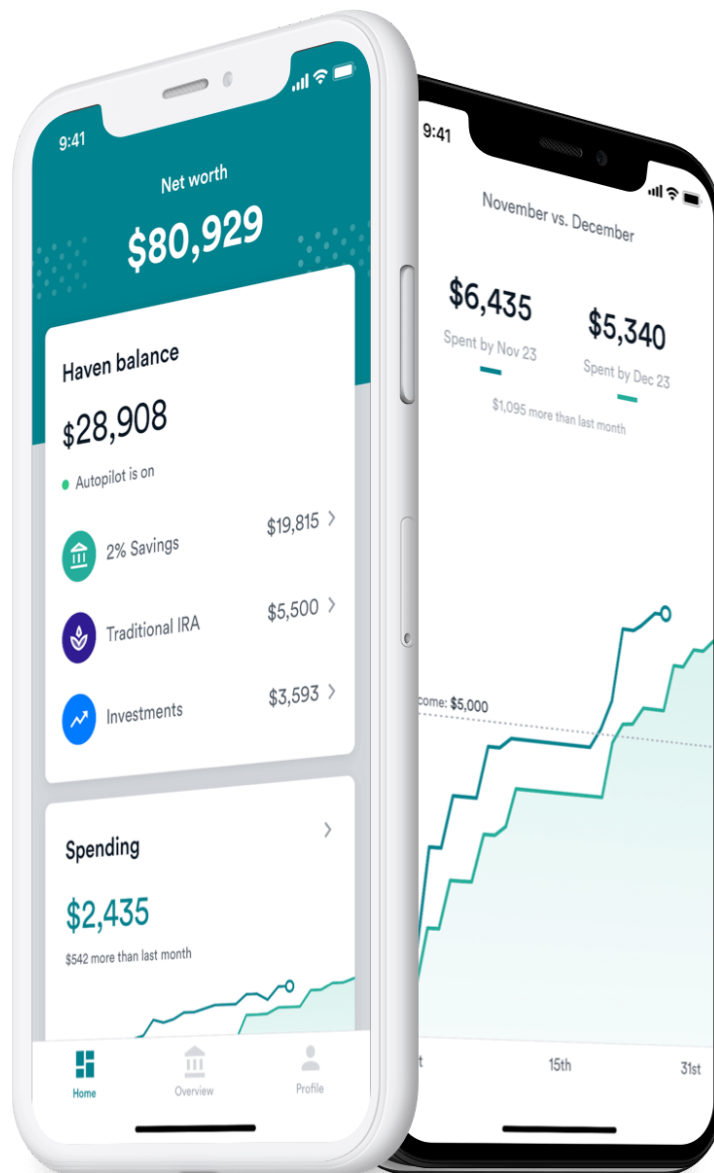 9:41
Net worth
$80,929
Haven balance
$28,908
Autopilot is on
2% Savings $19,815
Traditional IRA $5,500
Investments $3,593
Spending
$2,435
$542 more than last month
Home Overview Profile
9:41
November vs. December
$6,435 $5,340
Spent by Nov 23 Spent by Dec 23
$1,095 more than last month
come: $5,000
t 15th 31st